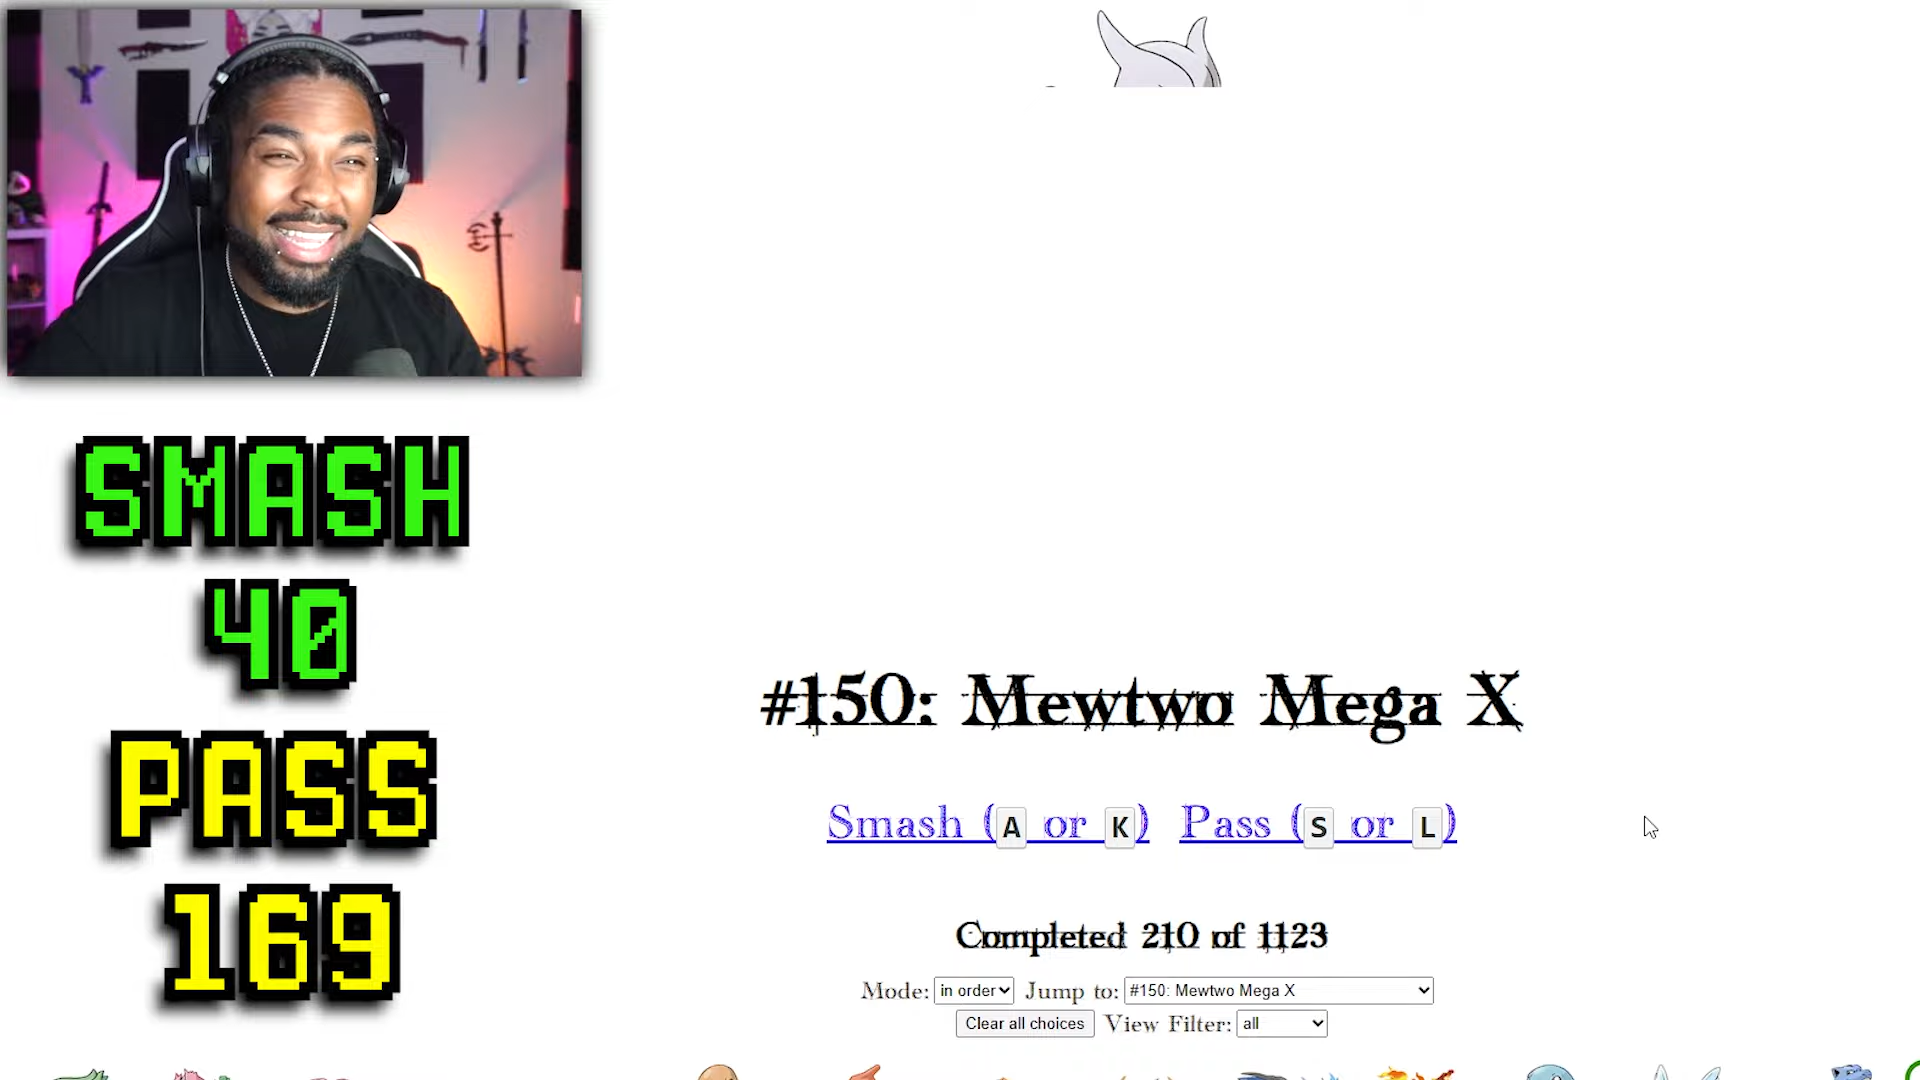 SMASH
40
PASS
169
#150: Mewtwo Mega X
Smash (A or K) Pass (S or L)
Completed 210 of 1123
Mode: in order Jump to: #150: Mewtwo Mega X
Clear all choices View Filter: all